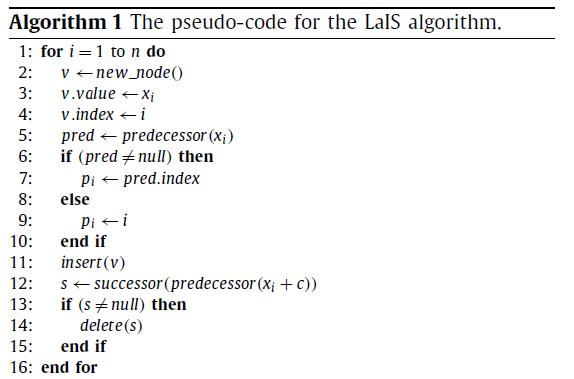 Algorithm 1 The pseudo-code for the LaIS algorithm.
1: for i = 1 to n do
2: v ← new_node()
3: v.value ← xᵢ
4: v.index ← i
5: pred ← predecessor(xᵢ)
6: if (pred ≠ null) then
7: pᵢ ← pred.index
8: else
9: pᵢ ← i
10: end if
11: insert(v)
12: s ← successor(predecessor(xᵢ + c))
13: if (s ≠ null) then
14: delete(s)
15: end if
16: end for